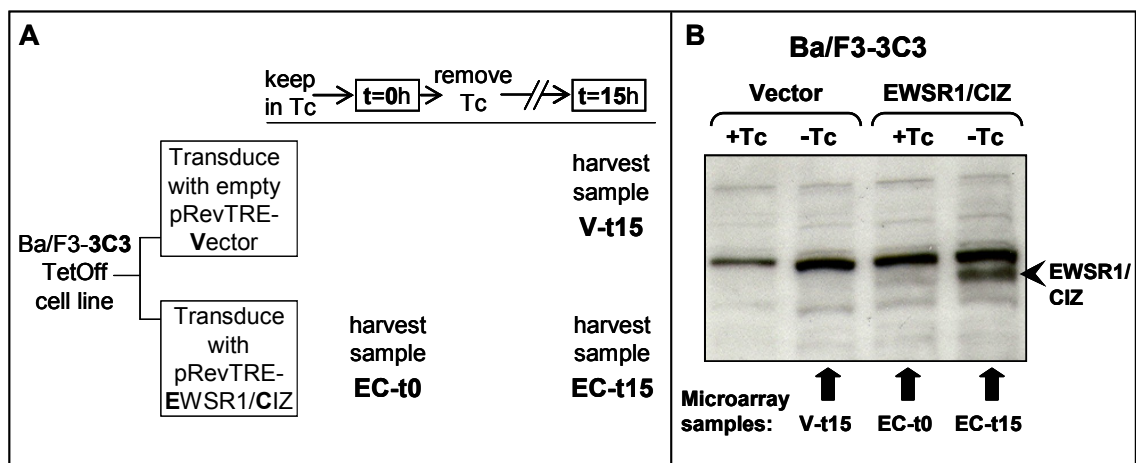 A
keep
in Tc
t=0h
remove
Tc
t=15h
Transduce
with empty
pRevTRE-
Vector
harvest
sample
V-t15
Ba/F3-3C3
TetOff
cell line
Transduce
with
pRevTRE-
EWSR1/CIZ
harvest
sample
EC-t0
harvest
sample
EC-t15
B
Ba/F3-3C3
Vector EWSR1/CIZ
+Tc -Tc +Tc -Tc
EWSR1/
CIZ
Microarray
samples: V-t15 EC-t0 EC-t15